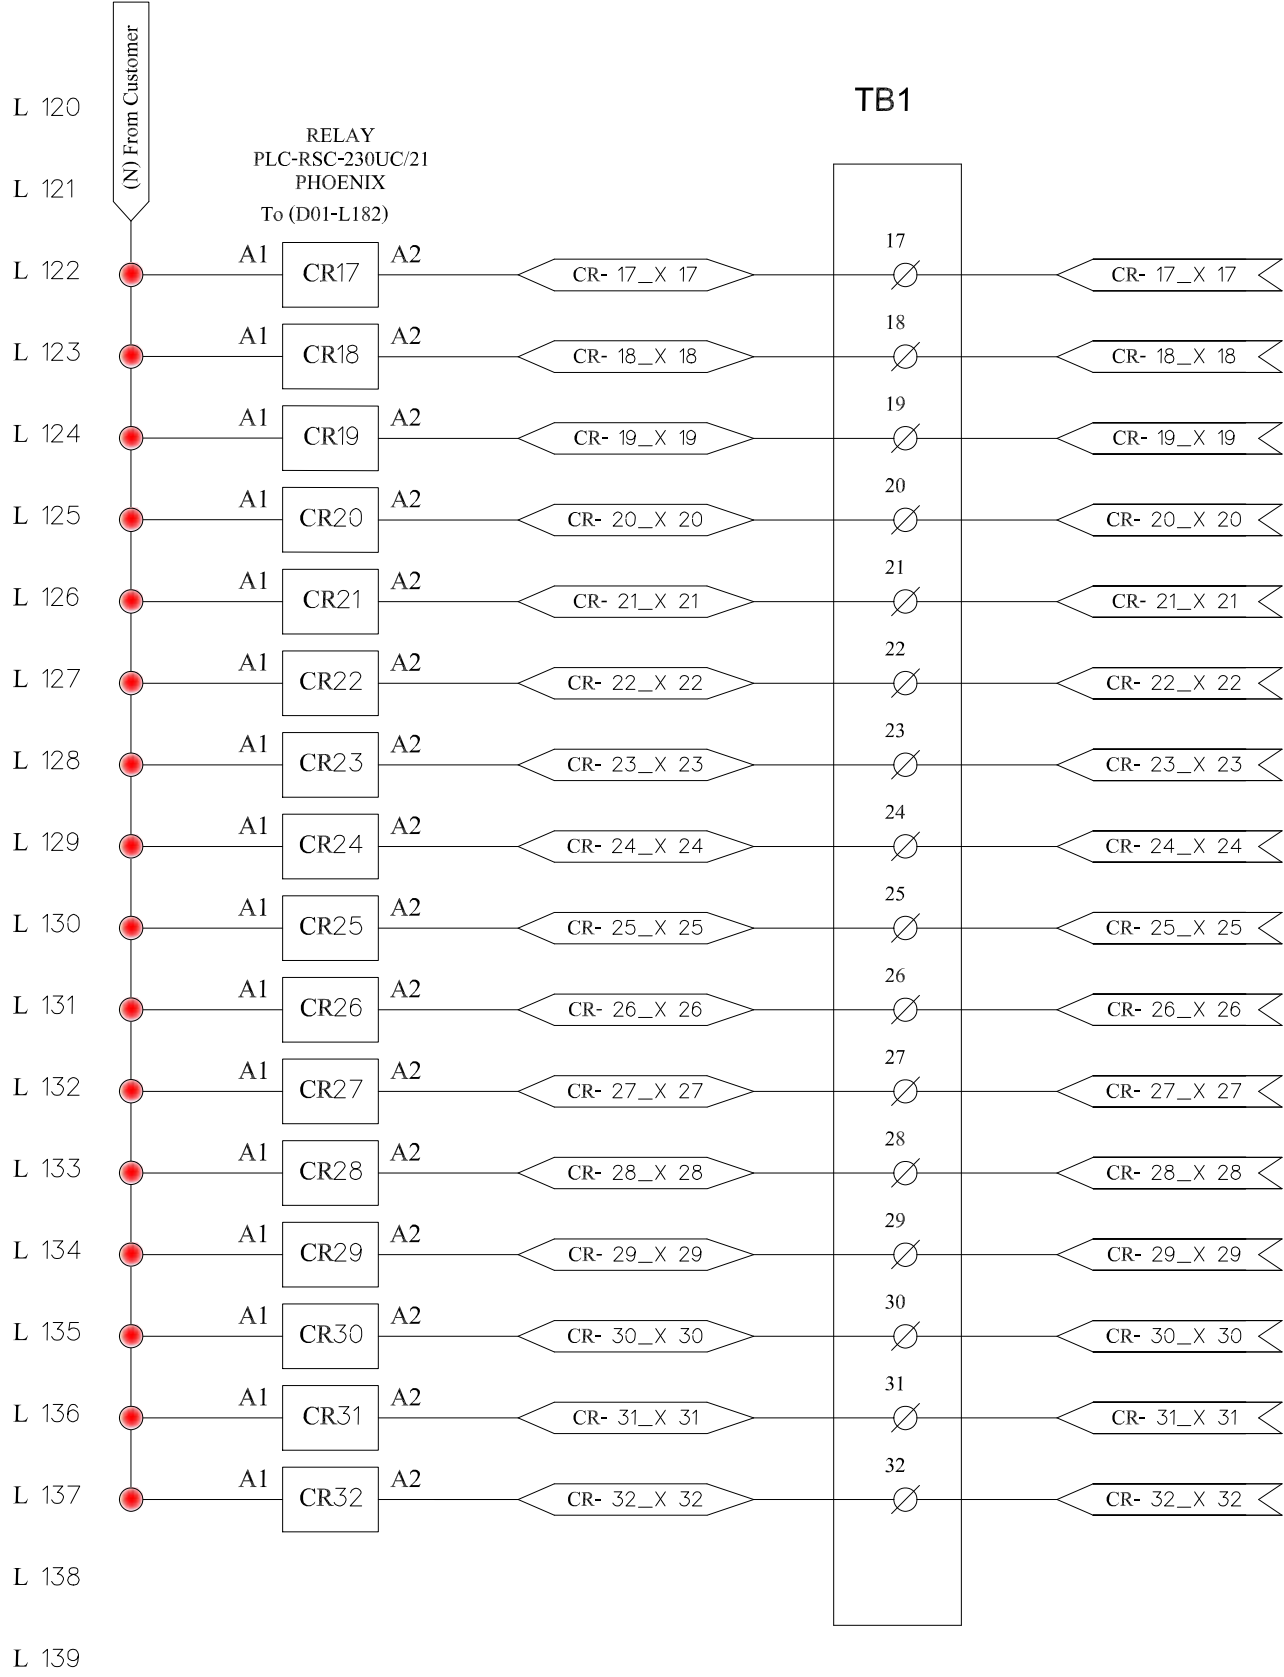 (N) From Customer
L 120
TB1
RELAY
PLC-RSC-230UC/21
PHOENIX
To (D01-L182)
L 121
L 122 A1 CR17 A2 CR- 17_X 17 17 CR- 17_X 17
L 123 A1 CR18 A2 CR- 18_X 18 18 CR- 18_X 18
L 124 A1 CR19 A2 CR- 19_X 19 19 CR- 19_X 19
L 125 A1 CR20 A2 CR- 20_X 20 20 CR- 20_X 20
L 126 A1 CR21 A2 CR- 21_X 21 21 CR- 21_X 21
L 127 A1 CR22 A2 CR- 22_X 22 22 CR- 22_X 22
L 128 A1 CR23 A2 CR- 23_X 23 23 CR- 23_X 23
L 129 A1 CR24 A2 CR- 24_X 24 24 CR- 24_X 24
L 130 A1 CR25 A2 CR- 25_X 25 25 CR- 25_X 25
L 131 A1 CR26 A2 CR- 26_X 26 26 CR- 26_X 26
L 132 A1 CR27 A2 CR- 27_X 27 27 CR- 27_X 27
L 133 A1 CR28 A2 CR- 28_X 28 28 CR- 28_X 28
L 134 A1 CR29 A2 CR- 29_X 29 29 CR- 29_X 29
L 135 A1 CR30 A2 CR- 30_X 30 30 CR- 30_X 30
L 136 A1 CR31 A2 CR- 31_X 31 31 CR- 31_X 31
L 137 A1 CR32 A2 CR- 32_X 32 32 CR- 32_X 32
L 138
L 139